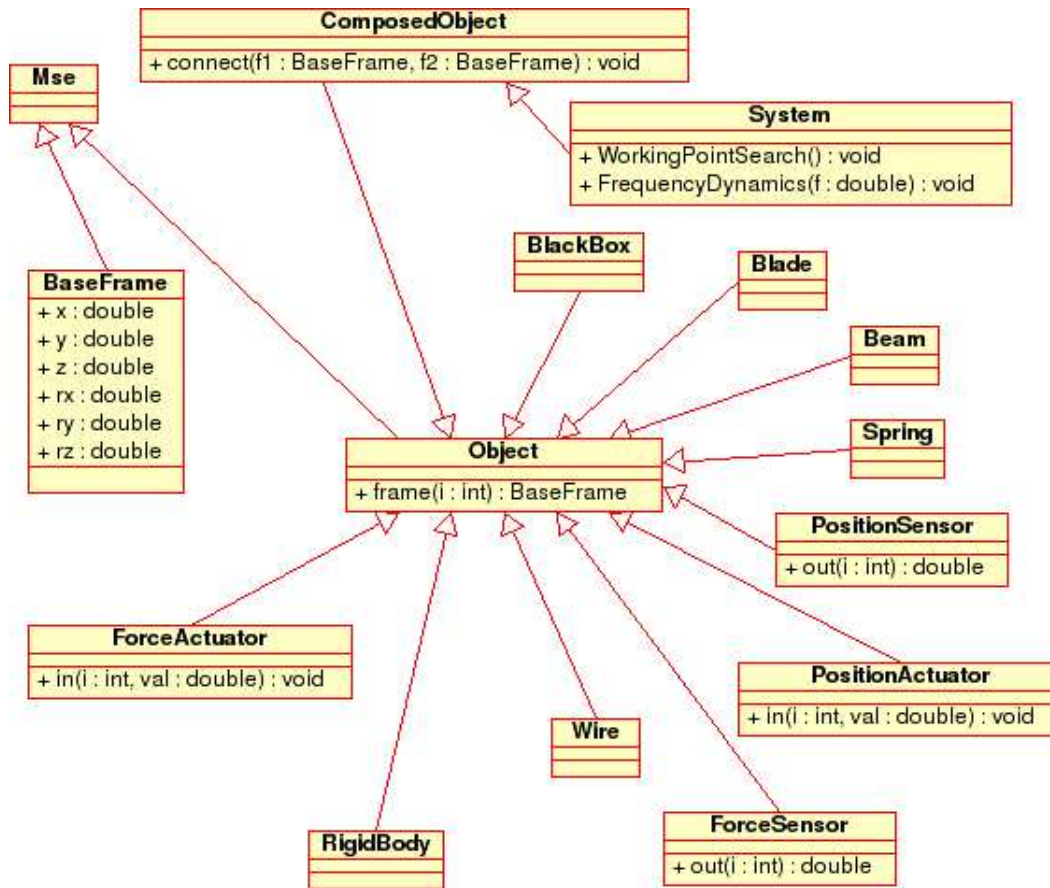 ComposedObject
+ connect(f1 : BaseFrame, f2 : BaseFrame) : void
Mse
System
+ WorkingPointSearch() : void
+ FrequencyDynamics(f : double) : void
BlackBox
Blade
BaseFrame
+ x : double
+ y : double
+ z : double
+ rx : double
+ ry : double
+ rz : double
Beam
Spring
Object
+ frame(i : int) : BaseFrame
PositionSensor
+ out(i : int) : double
ForceActuator
+ in(i : int, val : double) : void
PositionActuator
+ in(i : int, val : double) : void
Wire
RigidBody
ForceSensor
+ out(i : int) : double